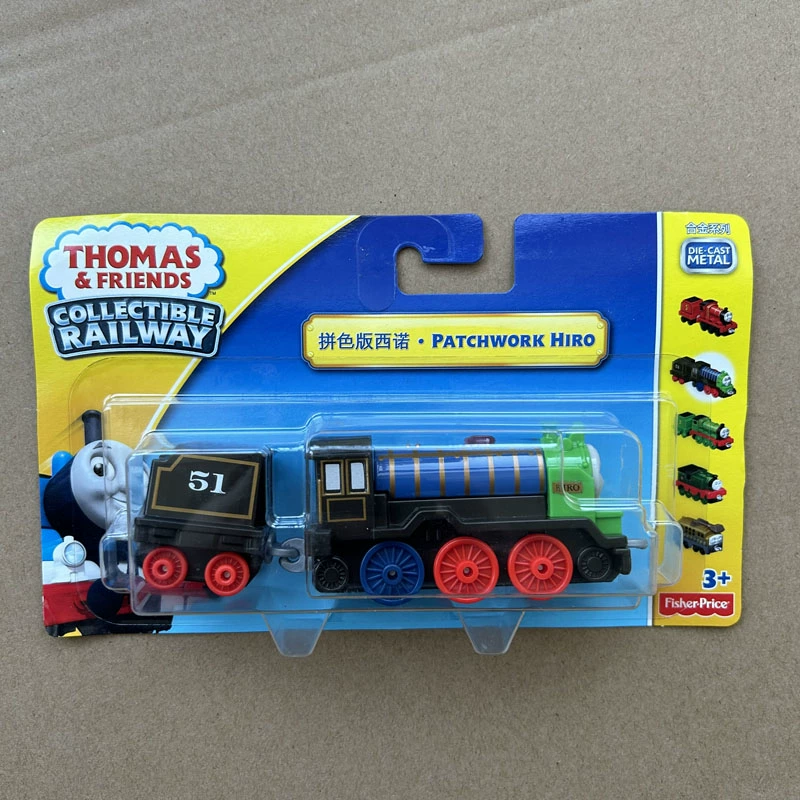 THOMAS
& FRIENDS™
COLLECTIBLE
RAILWAY
拼色版西诺 • PATCHWORK HIRO
合金系列
DIE-CAST
METAL
51
HIRO
3+
Fisher-Price